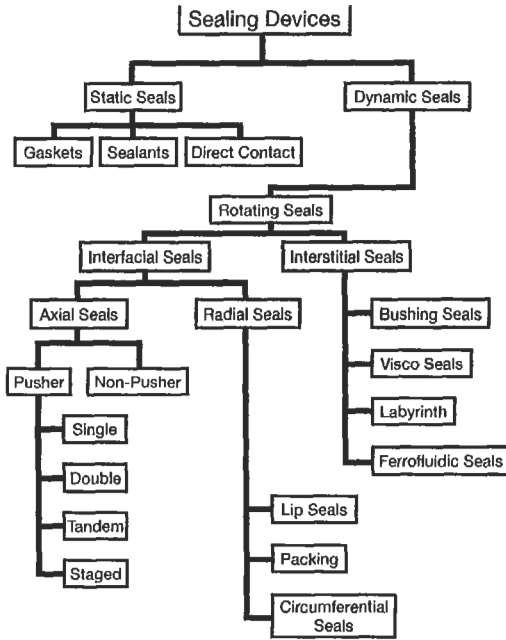 Sealing Devices
Static Seals
Dynamic Seals
Gaskets
Sealants
Direct Contact
Rotating Seals
Interfacial Seals
Interstitial Seals
Axial Seals
Radial Seals
Bushing Seals
Pusher
Non-Pusher
Visco Seals
Labyrinth
Single
Ferrofluidic Seals
Double
Lip Seals
Tandem
Packing
Staged
Circumferential
Seals